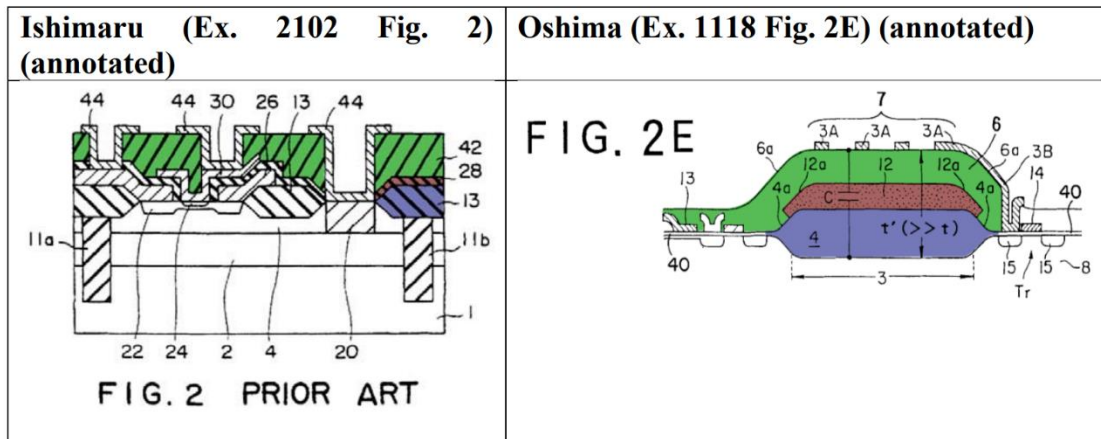 Ishimaru (Ex. 2102 Fig. 2)
(annotated)
Oshima (Ex. 1118 Fig. 2E) (annotated)
44 44 30 26 13 44
42
28
13
11a
11b
1
22 24 2 4 20
FIG. 2 PRIOR ART
FIG. 2E
7
3A 3A 3A 6
6a 6a 3B
12a 12 12a
13 4a C 4a 14
40
4 t'(>>t)
40 15 15 8
3 Tr